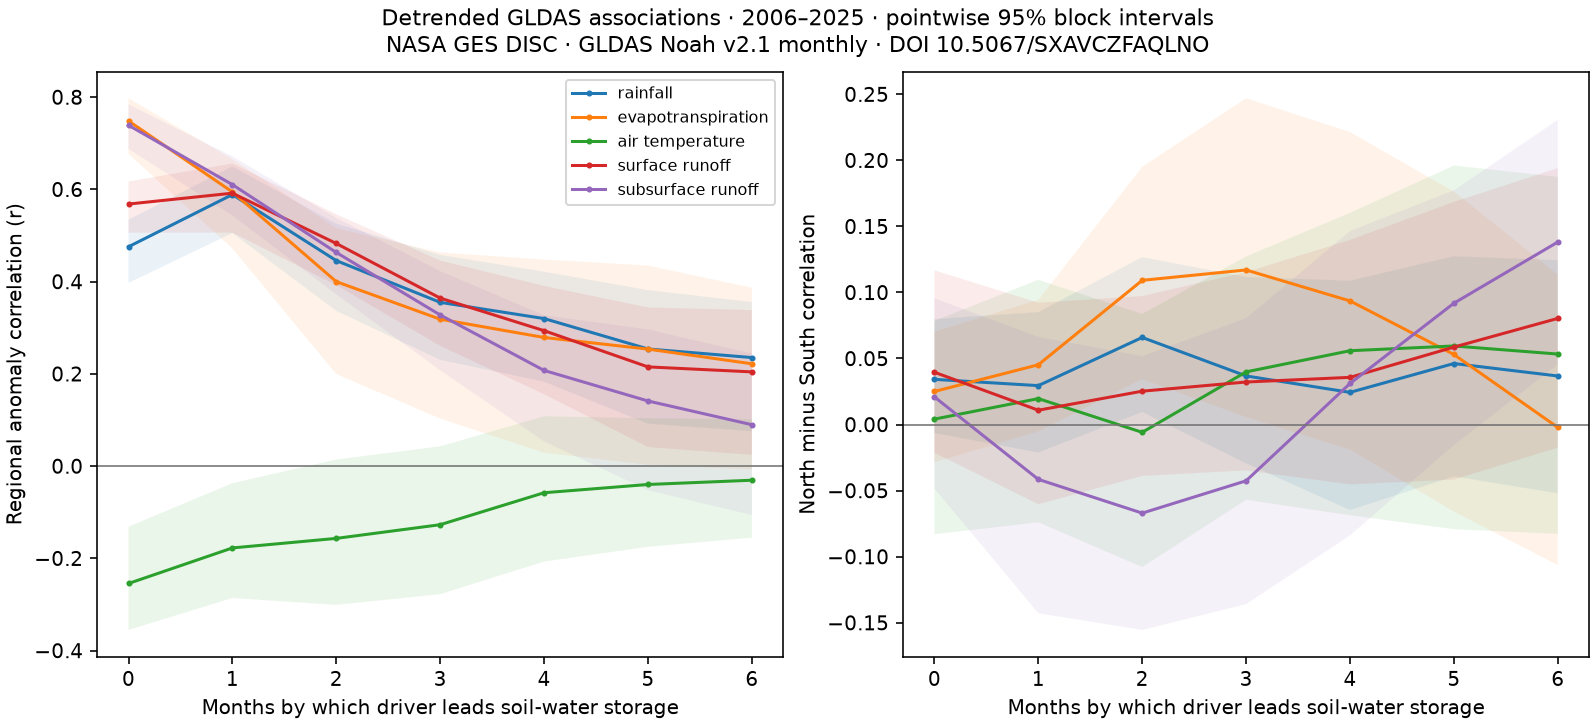 Detrended GLDAS associations · 2006–2025 · pointwise 95% block intervals
NASA GES DISC · GLDAS Noah v2.1 monthly · DOI 10.5067/SXAVCZFAQLNO
Regional anomaly correlation (r)
0.8
0.6
0.4
0.2
0.0
−0.2
−0.4
rainfall
evapotranspiration
air temperature
surface runoff
subsurface runoff
0 1 2 3 4 5 6
Months by which driver leads soil-water storage
North minus South correlation
0.25
0.20
0.15
0.10
0.05
0.00
−0.05
−0.10
−0.15
0 1 2 3 4 5 6
Months by which driver leads soil-water storage